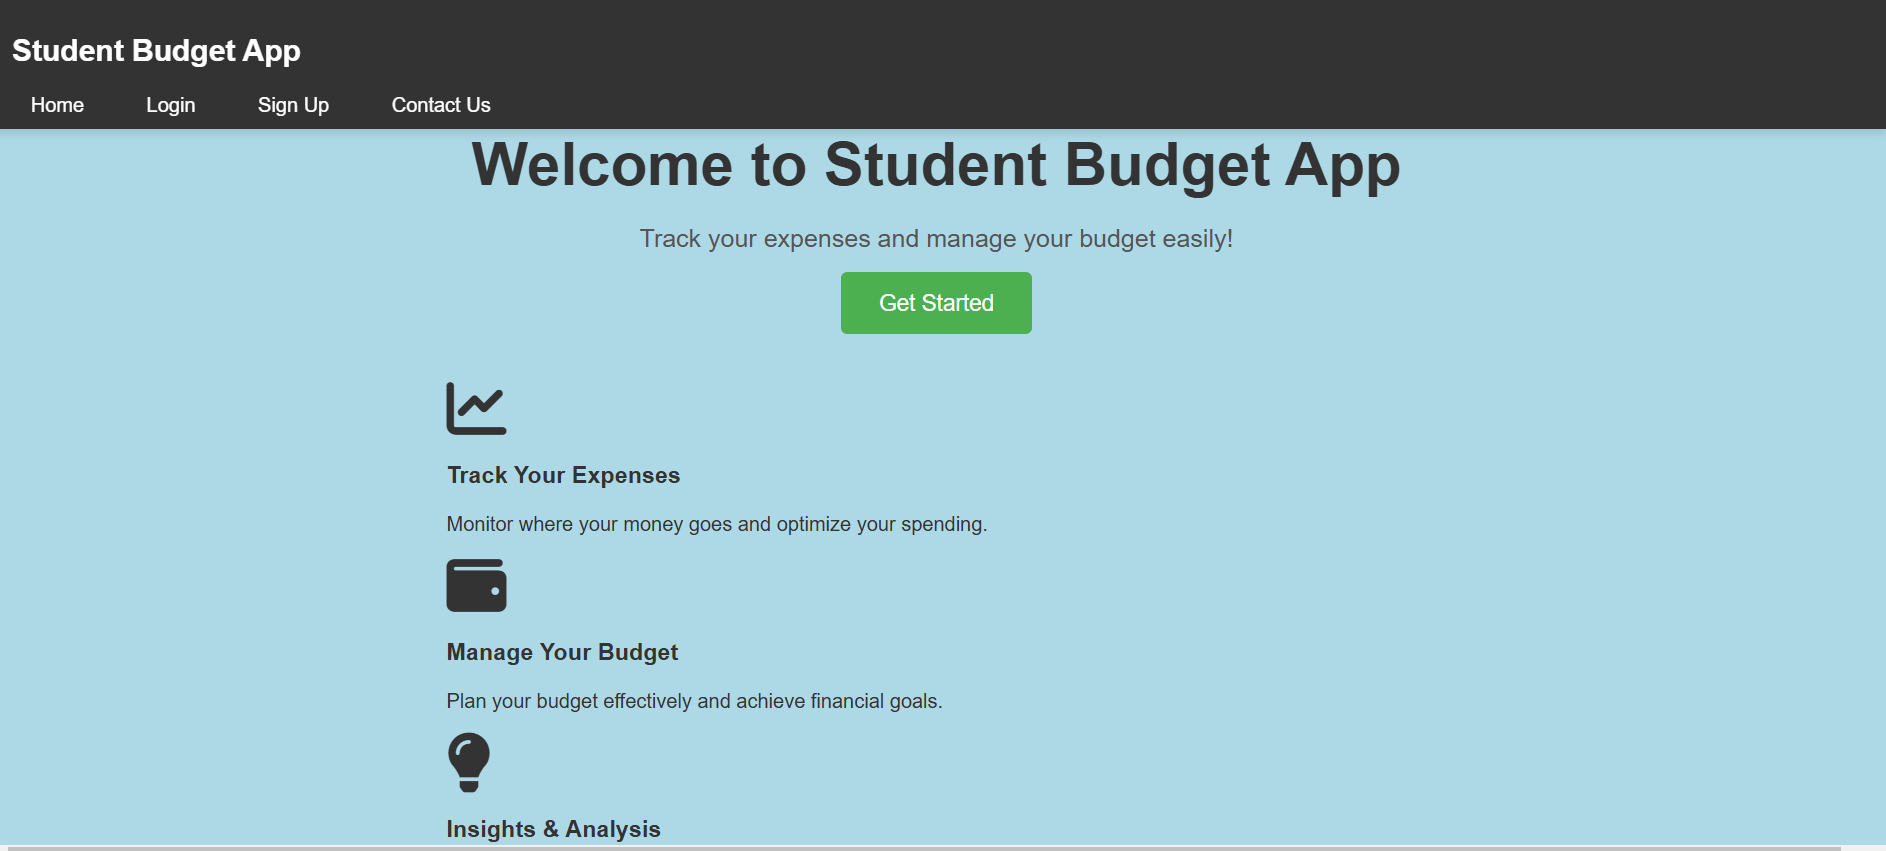 Student Budget App
Home Login Sign Up Contact Us
Welcome to Student Budget App
Track your expenses and manage your budget easily!
Get Started
Track Your Expenses
Monitor where your money goes and optimize your spending.
Manage Your Budget
Plan your budget effectively and achieve financial goals.
Insights & Analysis